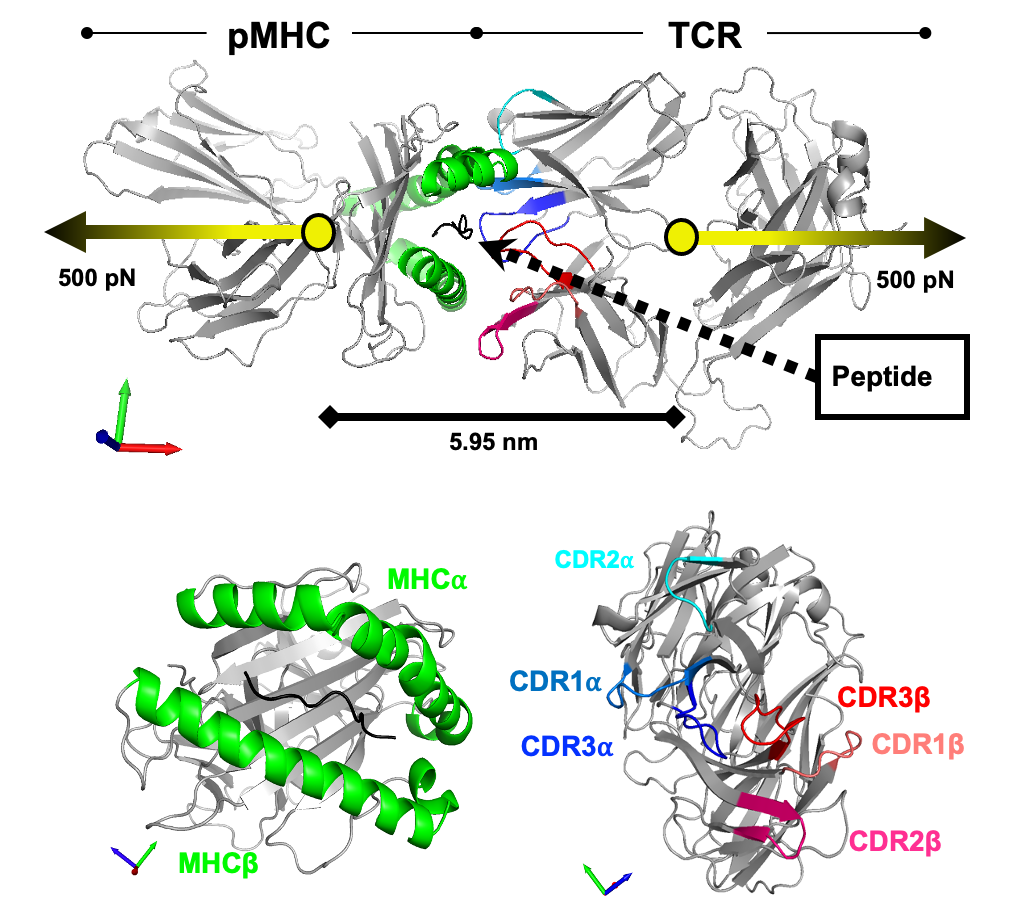 pMHC
TCR
500 pN
500 pN
Peptide
5.95 nm
MHCα
MHCβ
CDR2α
CDR1α
CDR3α
CDR3β
CDR1β
CDR2β